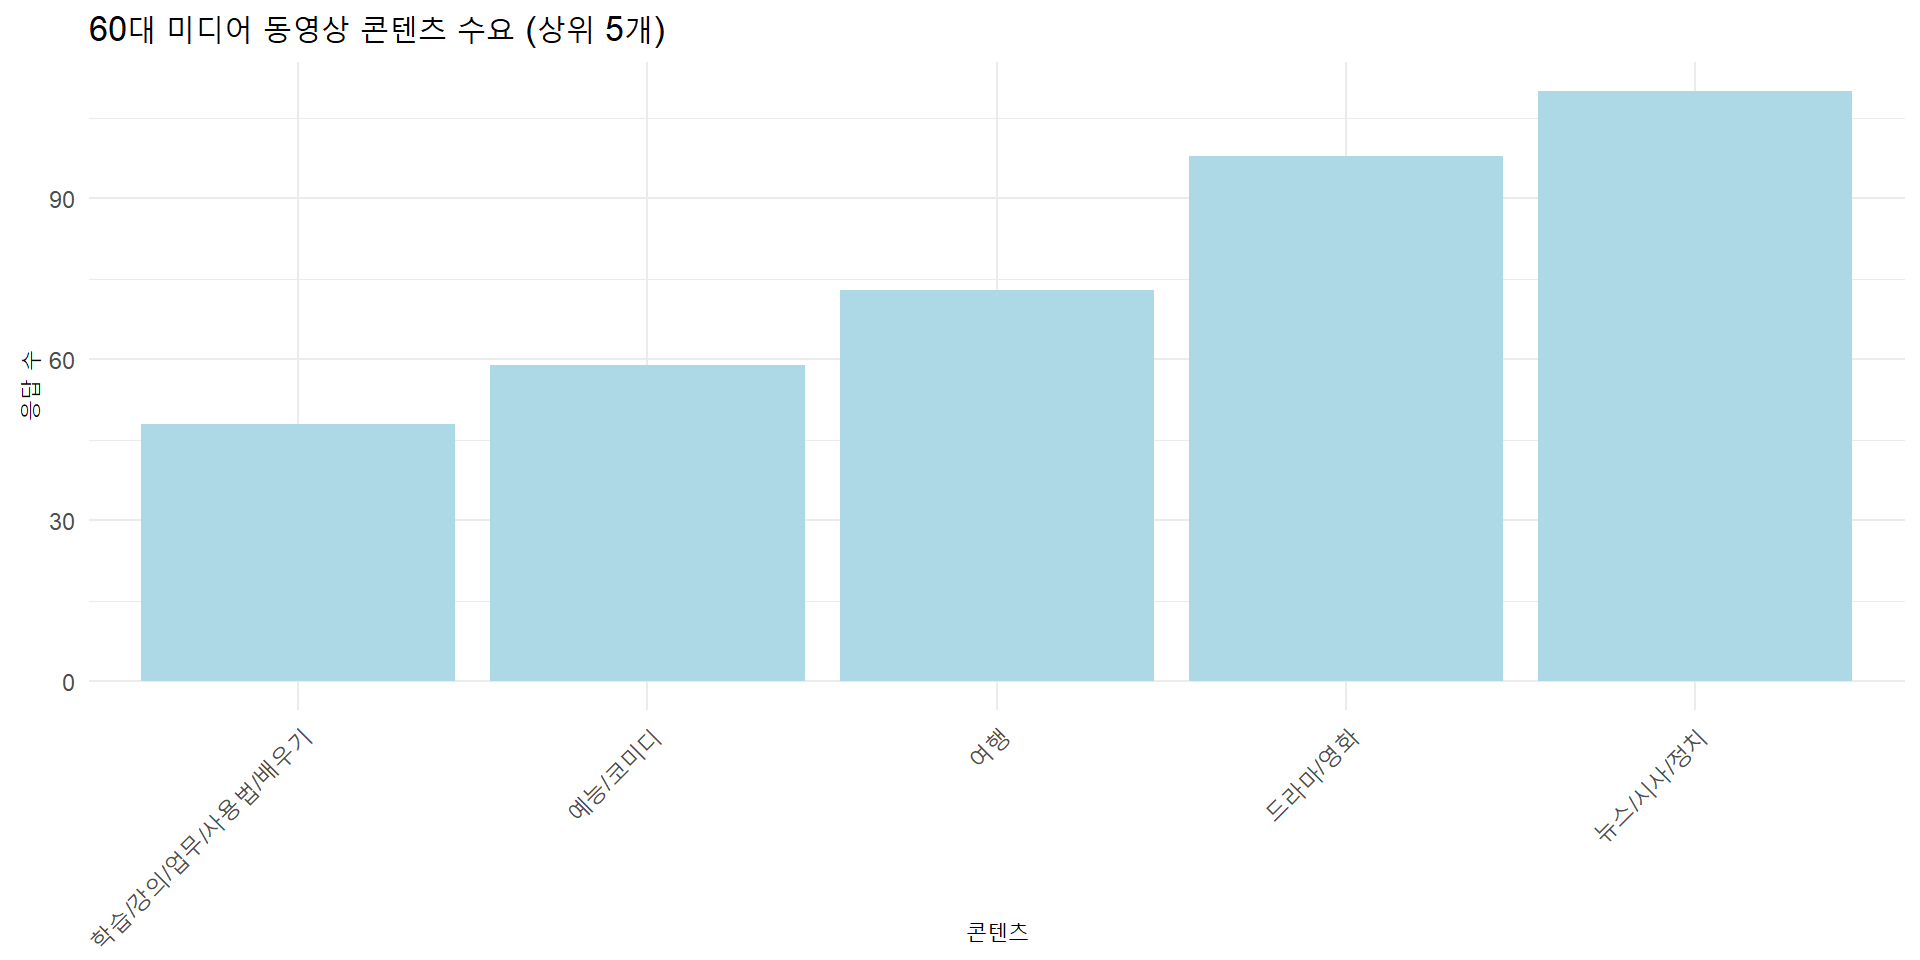 60대 미디어 동영상 콘텐츠 수요 (상위 5개)
응답 수
90
60
30
0
학습/강의/업무/사용법/배우기
예능/코미디
여행
드라마/영화
뉴스/시사/정치
콘텐츠